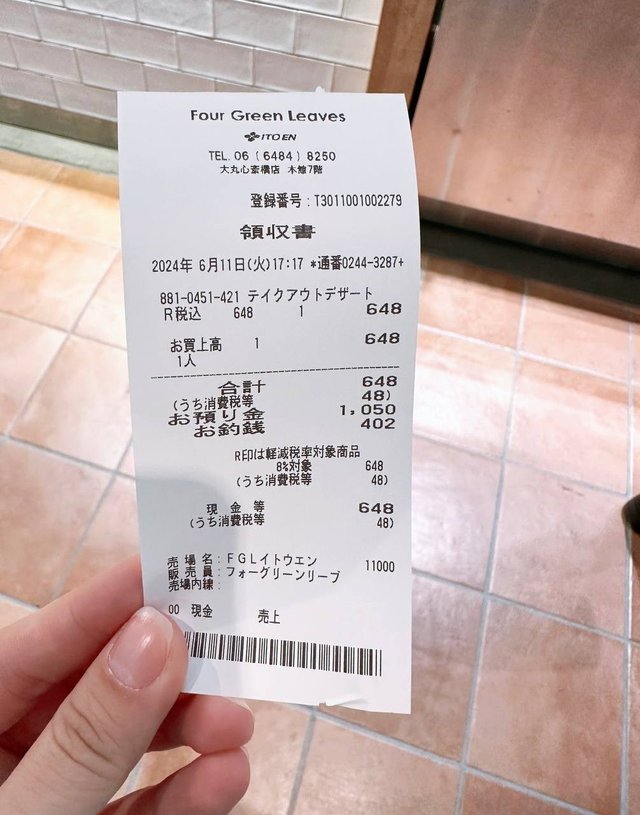 Four Green Leaves
ITO EN
TEL. 06 (6484) 8250
大丸心斎橋店 本館7階
登録番号:T3011001002279
領収書
2024年 6月11日(火)17:17 *通番0244-3287+
881-0451-421 テイクアウトデザート
R税込 648 1 648
お買上高 1 648
1人
合計 648
(うち消費税等 48)
お預り金 1,050
お釣銭 402
R印は軽減税率対象商品
8%対象 648
(うち消費税等 48)
現金等 648
(うち消費税等 48)
売場名:FGLイトウエン 11000
販売員:フォーグリーンリーブ
売場内線:
00 現金 売上